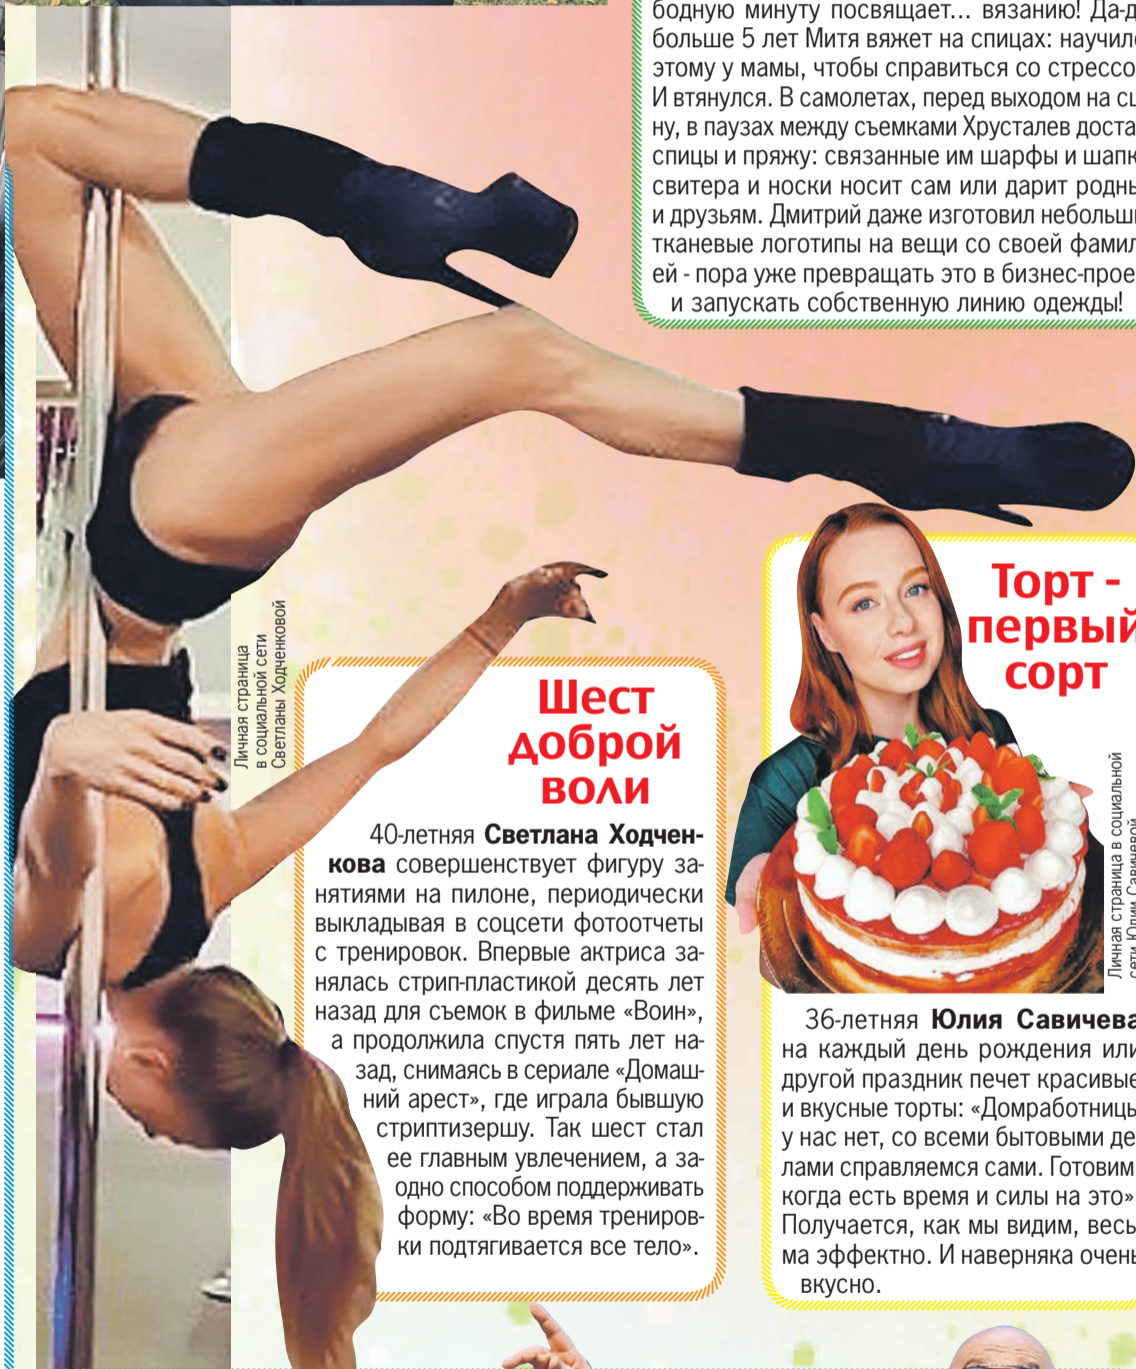 бодную минуту посвящает... вязанию! Да-д
больше 5 лет Митя вяжет на спицах: научилс
этому у мамы, чтобы справиться со стрессо
И втянулся. В самолетах, перед выходом на сц
ну, в паузах между съемками Хрусталев доста
спицы и пряжу: связанные им шарфы и шапк
свитера и носки носит сам или дарит родны
и друзьям. Дмитрий даже изготовил небольши
тканевые логотипы на вещи со своей фамил
ей - пора уже превращать это в бизнес-прое
и запускать собственную линию одежды!
Личная страница
в социальной сети
Светланы Ходченковой
Шест
доброй
воли
40-летняя Светлана Ходчен-
кова совершенствует фигуру за-
нятиями на пилоне, периодически
выкладывая в соцсети фотоотчеты
с тренировок. Впервые актриса за-
нялась стрип-пластикой десять лет
назад для съемок в фильме «Воин»,
а продолжила спустя пять лет на-
зад, снимаясь в сериале «Домаш-
ний арест», где играла бывшую
стриптизершу. Так шест стал
ее главным увлечением, а за-
одно способом поддерживать
форму: «Во время трениров-
ки подтягивается все тело».
Торт -
первый
сорт
Личная страница в социальной
сети Юлии Савичевой
36-летняя Юлия Савичева
на каждый день рождения или
другой праздник печет красивые
и вкусные торты: «Домработницы
у нас нет, со всеми бытовыми де
лами справляемся сами. Готовим
когда есть время и силы на это»
Получается, как мы видим, весь
ма эффектно. И наверняка очень
вкусно.